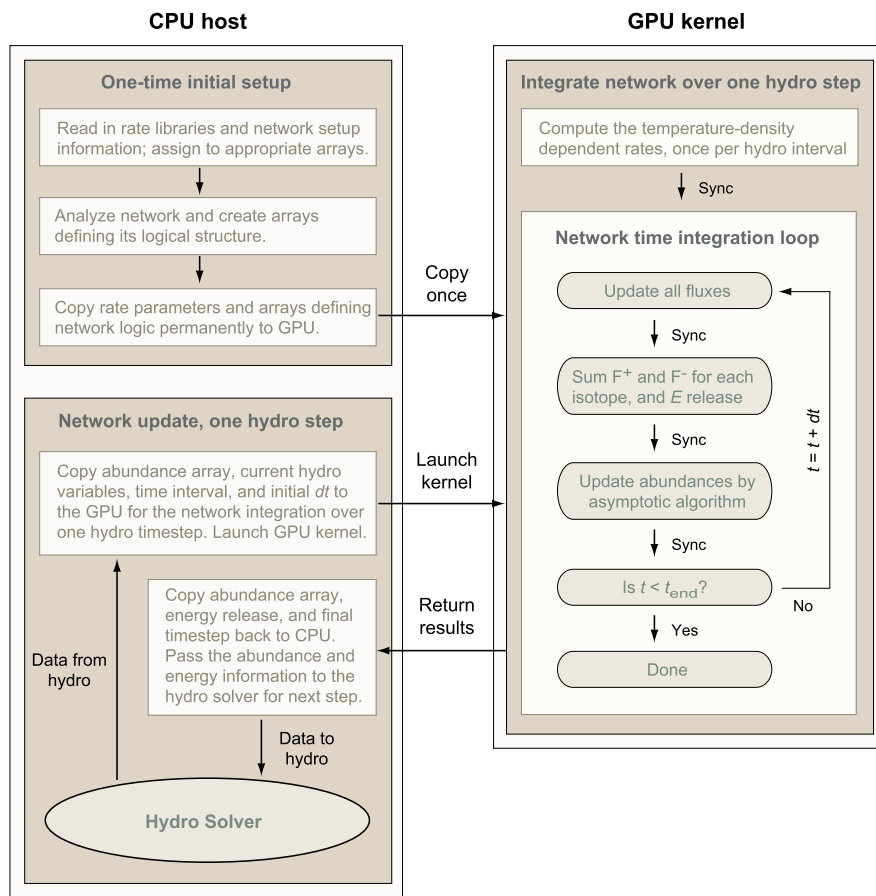 CPU host
One-time initial setup
Read in rate libraries and network setup
information; assign to appropriate arrays.
Analyze network and create arrays
defining its logical structure.
Copy rate parameters and arrays defining
network logic permanently to GPU.
Copy
once
Network update, one hydro step
Copy abundance array, current hydro
variables, time interval, and initial dt to
the GPU for the network integration over
one hydro timestep. Launch GPU kernel.
Launch
kernel
Copy abundance array,
energy release, and final
timestep back to CPU.
Pass the abundance and
energy information to the
hydro solver for next step.
Return
results
Data from
hydro
Data to
hydro
Hydro Solver
GPU kernel
Integrate network over one hydro step
Compute the temperature-density
dependent rates, once per hydro interval
Sync
Network time integration loop
Update all fluxes
Sync
Sum F+ and F- for each
isotope, and E release
Sync
Update abundances by
asymptotic algorithm
Sync
Is t < tend?
No
t = t + dt
Yes
Done